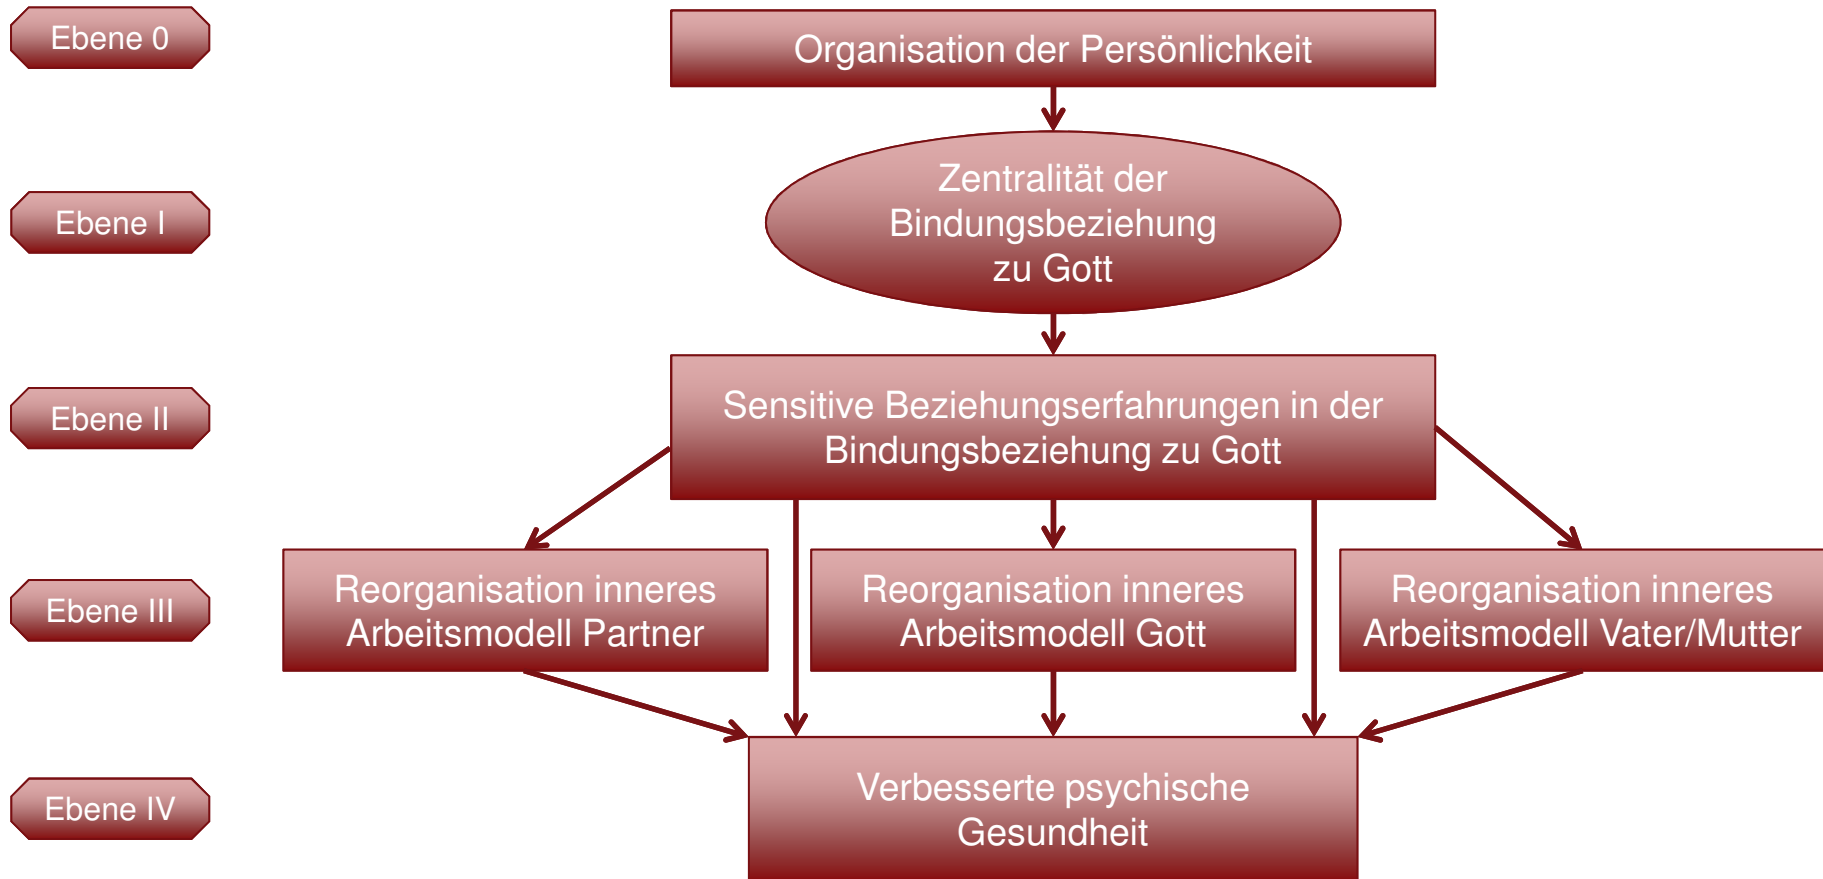 Ebene 0
Organisation der Persönlichkeit
Ebene I
Zentralität der
Bindungsbeziehung
zu Gott
Ebene II
Sensitive Beziehungserfahrungen in der
Bindungsbeziehung zu Gott
Ebene III
Reorganisation inneres
Arbeitsmodell Partner
Reorganisation inneres
Arbeitsmodell Gott
Reorganisation inneres
Arbeitsmodell Vater/Mutter
Ebene IV
Verbesserte psychische
Gesundheit